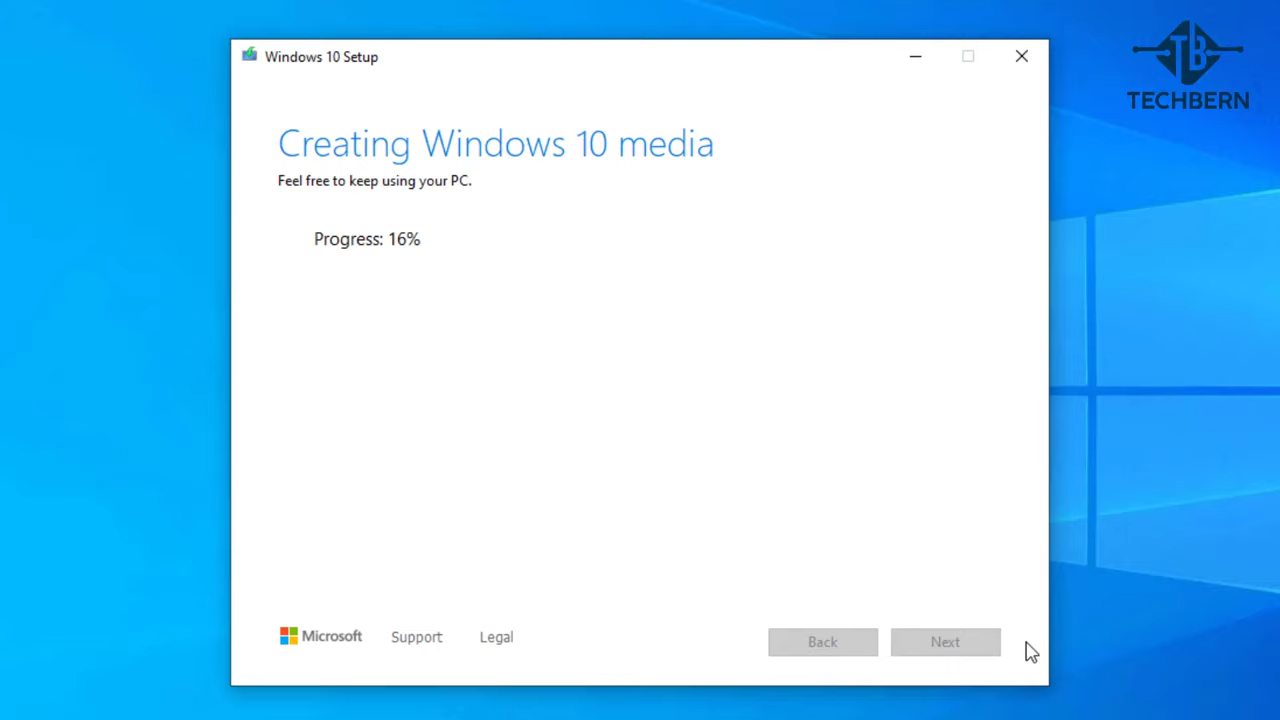 Windows 10 Setup
TB
TECHBERN
Creating Windows 10 media
Feel free to keep using your PC.
Progress: 16%
Microsoft
Support
Legal
Back
Next